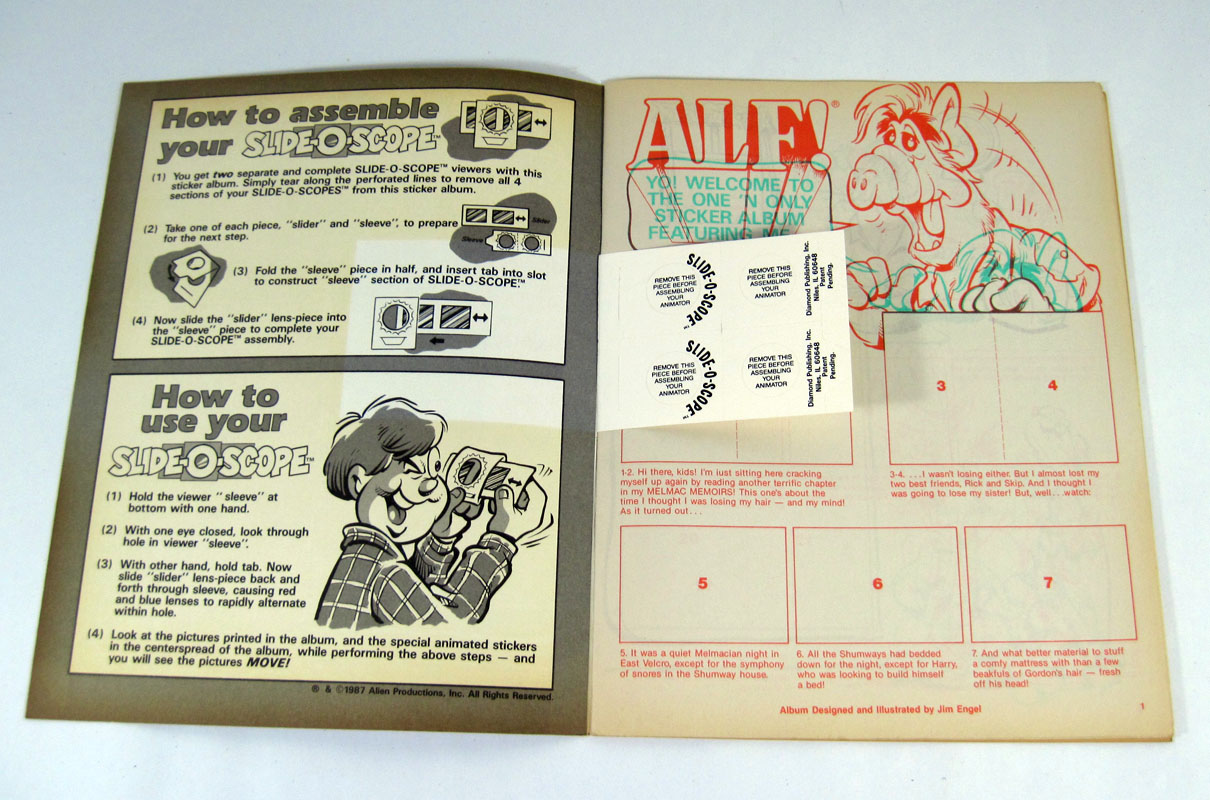 How to assemble
your SLIDE-O-SCOPE™
(1) You get two separate and complete SLIDE-O-SCOPE™ viewers with this
sticker album. Simply tear along the perforated lines to remove all 4
sections of your SLIDE-O-SCOPES™ from this sticker album.
(2) Take one of each piece, "slider" and "sleeve", to prepare
for the next step.
Slider
Sleeve
(3) Fold the "sleeve" piece in half, and insert tab into slot
to construct "sleeve" section of SLIDE-O-SCOPE™
(4) Now slide the "slider" lens-piece into
the "sleeve" piece to complete your
SLIDE-O-SCOPE™ assembly.
How to
use your
SLIDE-O-SCOPE™
(1) Hold the viewer "sleeve" at
bottom with one hand.
(2) With one eye closed, look through
hole in viewer "sleeve".
(3) With other hand, hold tab. Now
slide "slider" lens-piece back and
forth through sleeve, causing red
and blue lenses to rapidly alternate
within hole.
(4) Look at the pictures printed in the album, and the special animated stickers
in the centerspread of the album, while performing the above steps — and
you will see the pictures MOVE!
® & ©1987 Alien Productions, Inc. All Rights Reserved.
ALF!®
YO! WELCOME TO
THE ONE 'N ONLY
STICKER ALBUM
FEATURING ME
REMOVE THIS
PIECE BEFORE
ASSEMBLING
YOUR
ANIMATOR
SLIDE-O-SCOPE™
REMOVE THIS
PIECE BEFORE
ASSEMBLING
YOUR
ANIMATOR
Diamond Publishing, Inc.
Niles, IL 60648
Patent
Pending.
REMOVE THIS
PIECE BEFORE
ASSEMBLING
YOUR
ANIMATOR
SLIDE-O-SCOPE™
REMOVE THIS
PIECE BEFORE
ASSEMBLING
YOUR
ANIMATOR
Diamond Publishing, Inc.
Niles, IL 60648
Patent
Pending.
3
4
1-2. Hi there, kids! I'm just sitting here cracking
myself up again by reading another terrific chapter
in my MELMAC MEMOIRS! This one's about the
time I thought I was losing my hair — and my mind!
As it turned out...
3-4. ...I wasn't losing either. But I almost lost my
two best friends, Rick and Skip. And I thought I
was going to lose my sister! But, well...watch:
5
6
7
5. It was a quiet Melmacian night in
East Velcro, except for the symphony
of snores in the Shumway house.
6. All the Shumways had bedded
down for the night, except for Harry,
who was looking to build himself
a bed!
7. And what better material to stuff
a comfy mattress with than a few
beakfuls of Gordon's hair — fresh
off his head!
Album Designed and Illustrated by Jim Engel
1